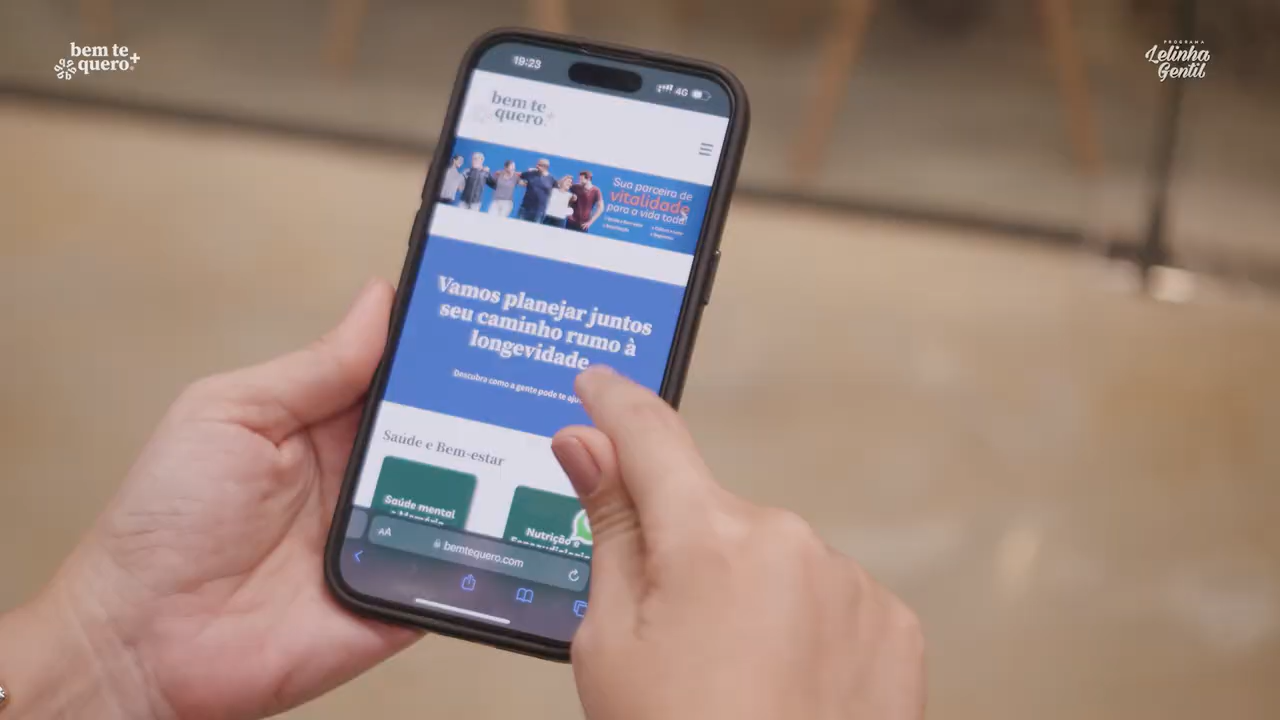 bem te
quero+
PROGRAMA
Lelinha
Gentil
19:23
4G
bem te
quero+
Sua parceira de
vitalidade
para a vida toda!
Vamos planejar juntos
seu caminho rumo à
longevidade
Descubra como a gente pode te
Saúde e Bem-estar
Saúde mental
Nutrição e
AA
bemtequero.com